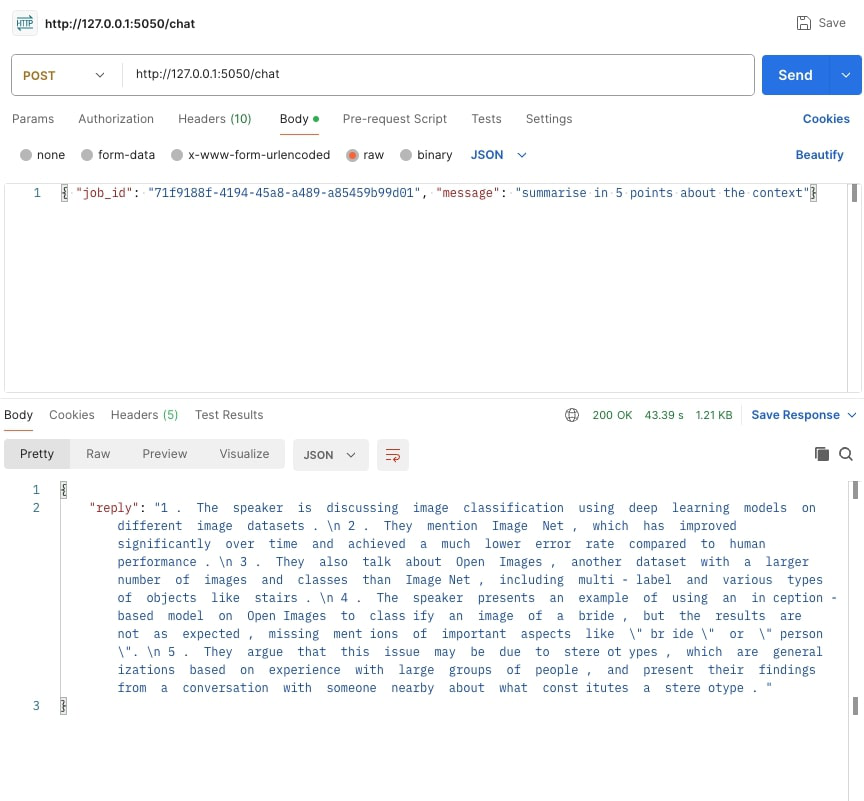 HTTP http://127.0.0.1:5050/chat Save
POST http://127.0.0.1:5050/chat Send
Params Authorization Headers (10) Body Pre-request Script Tests Settings Cookies
none form-data x-www-form-urlencoded raw binary JSON Beautify
1 { "job_id": "71f9188f-4194-45a8-a489-a85459b99d01", "message": "summarise in 5 points about the context"}
Body Cookies Headers (5) Test Results 200 OK 43.39 s 1.21 KB Save Response
Pretty Raw Preview Visualize JSON
1 {
2 "reply": "1 .  The  speaker  is  discussing  image  classification  using  deep  learning  models  on
different  image  datasets . \n 2 .  They  mention  Image  Net ,  which  has  improved
significantly  over  time  and  achieved  a  much  lower  error  rate  compared  to  human
performance . \n 3 .  They  also  talk  about  Open  Images ,  another  dataset  with  a  larger
number  of  images  and  classes  than  Image Net ,  including  multi - label  and  various  types
of  objects  like  stairs . \n 4 .  The  speaker  presents  an  example  of  using  an  in ception -
based  model  on  Open Images  to  class ify  an  image  of  a  bride ,  but  the  results  are
not  as  expected ,  missing  ment ions  of  important  aspects  like  \" br ide \"  or  \" person
\". \n 5 .  They  argue  that  this  issue  may  be  due  to  stere ot ypes ,  which  are  general
izations  based  on  experience  with  large  groups  of  people ,  and  present  their  findings
from  a  conversation  with  someone  nearby  about  what  const itutes  a  stere otype . "
3 }